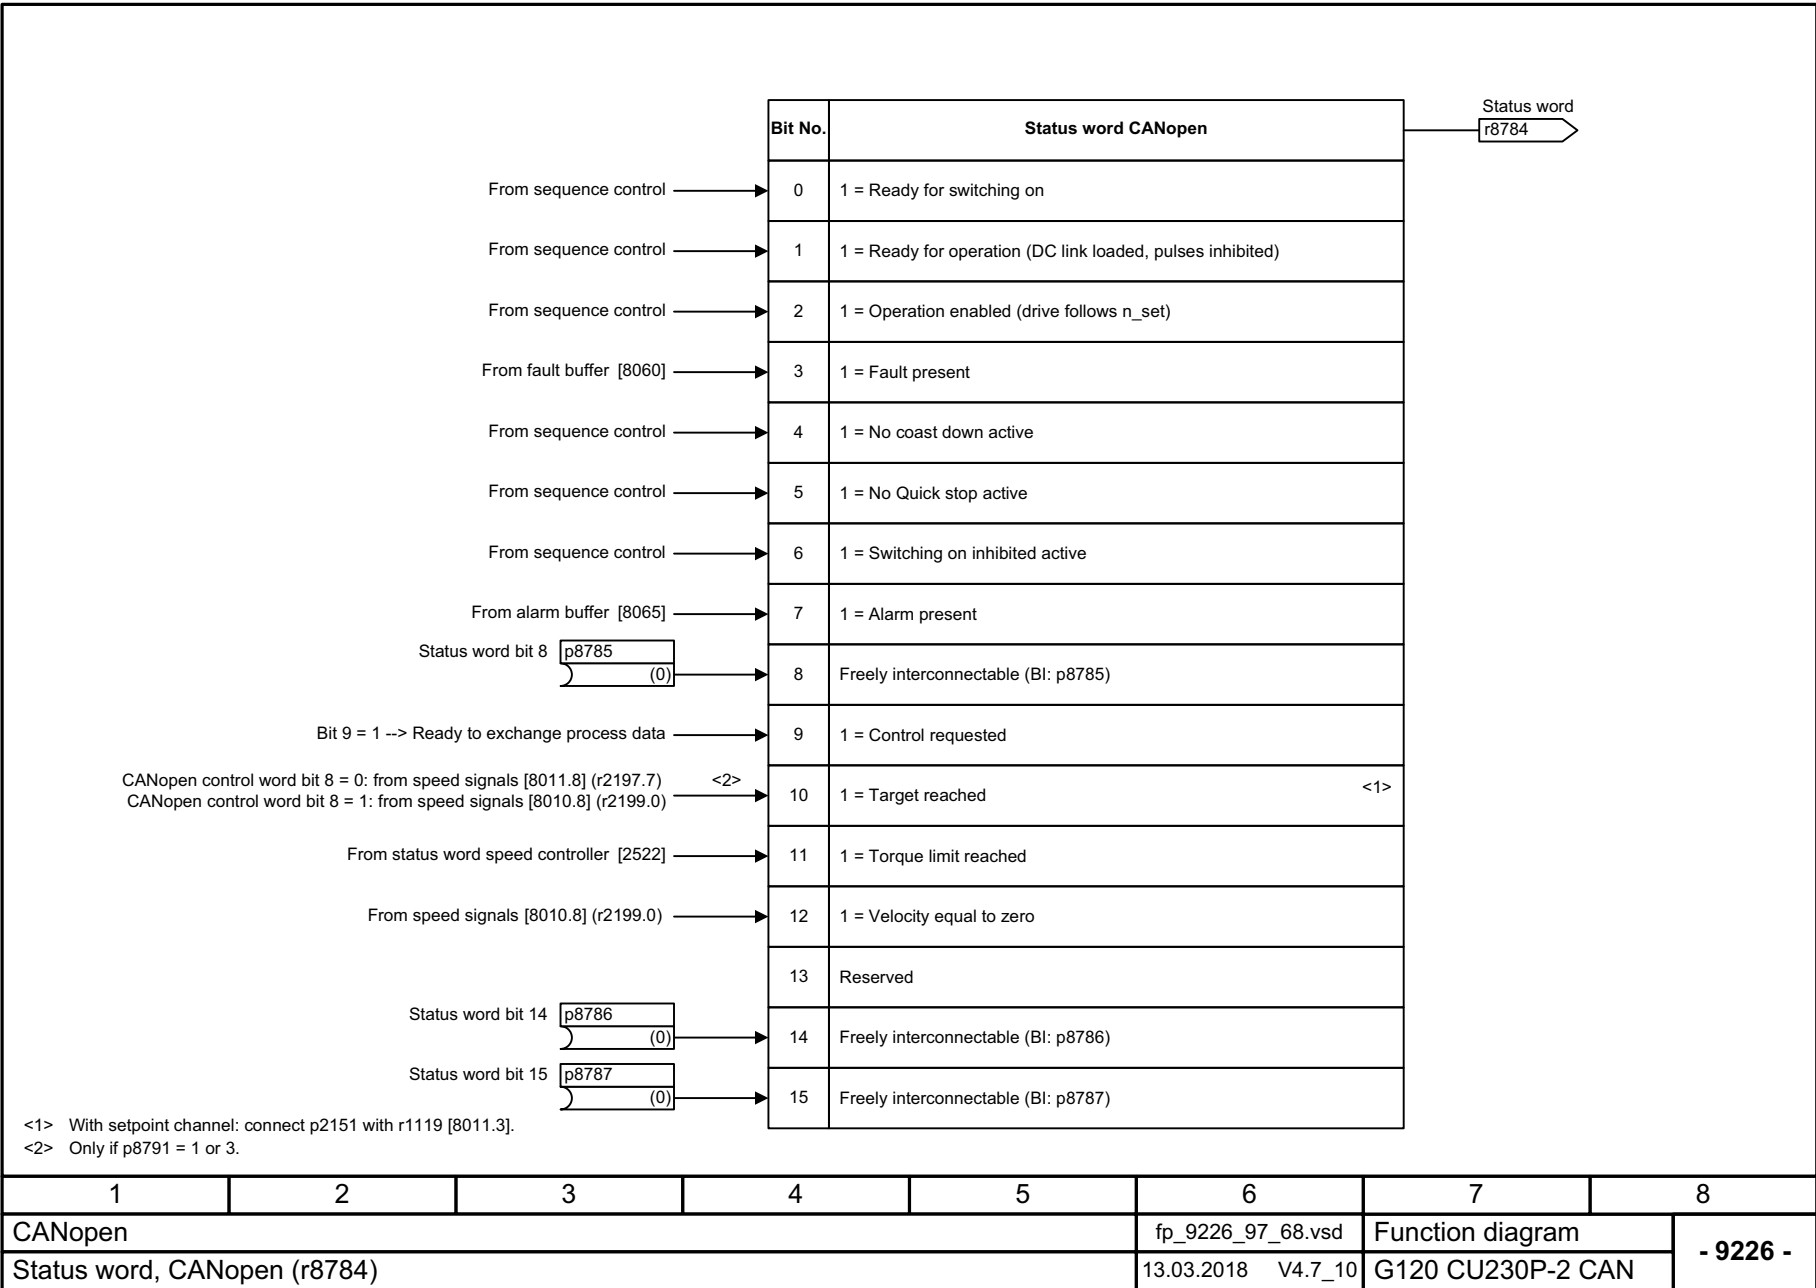 Bit No. Status word CANopen
Status word
r8784
From sequence control 0 1 = Ready for switching on
From sequence control 1 1 = Ready for operation (DC link loaded, pulses inhibited)
From sequence control 2 1 = Operation enabled (drive follows n_set)
From fault buffer [8060] 3 1 = Fault present
From sequence control 4 1 = No coast down active
From sequence control 5 1 = No Quick stop active
From sequence control 6 1 = Switching on inhibited active
From alarm buffer [8065] 7 1 = Alarm present
Status word bit 8 p8785
(0) 8 Freely interconnectable (BI: p8785)
Bit 9 = 1 --> Ready to exchange process data 9 1 = Control requested
CANopen control word bit 8 = 0: from speed signals [8011.8] (r2197.7) <2>
CANopen control word bit 8 = 1: from speed signals [8010.8] (r2199.0)
10 1 = Target reached <1>
From status word speed controller [2522] 11 1 = Torque limit reached
From speed signals [8010.8] (r2199.0) 12 1 = Velocity equal to zero
13 Reserved
Status word bit 14 p8786
(0) 14 Freely interconnectable (BI: p8786)
Status word bit 15 p8787
(0) 15 Freely interconnectable (BI: p8787)
<1> With setpoint channel: connect p2151 with r1119 [8011.3].
<2> Only if p8791 = 1 or 3.
1 2 3 4 5 6 7 8
CANopen fp_9226_97_68.vsd Function diagram
- 9226 -
Status word, CANopen (r8784) 13.03.2018 V4.7_10 G120 CU230P-2 CAN